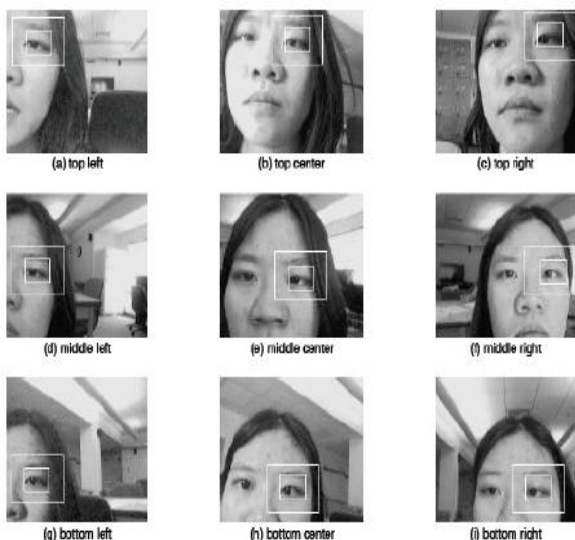 (a) top left
(b) top center
(c) top right
(d) middle left
(e) middle center
(f) middle right
(g) bottom left
(h) bottom center
(i) bottom right